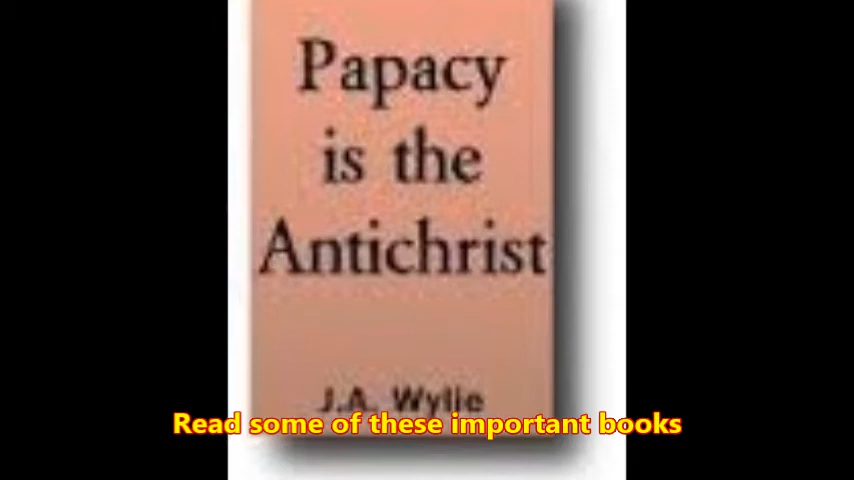 Papacy
is the
Antichrist
J.A. Wylie
Read some of these important books